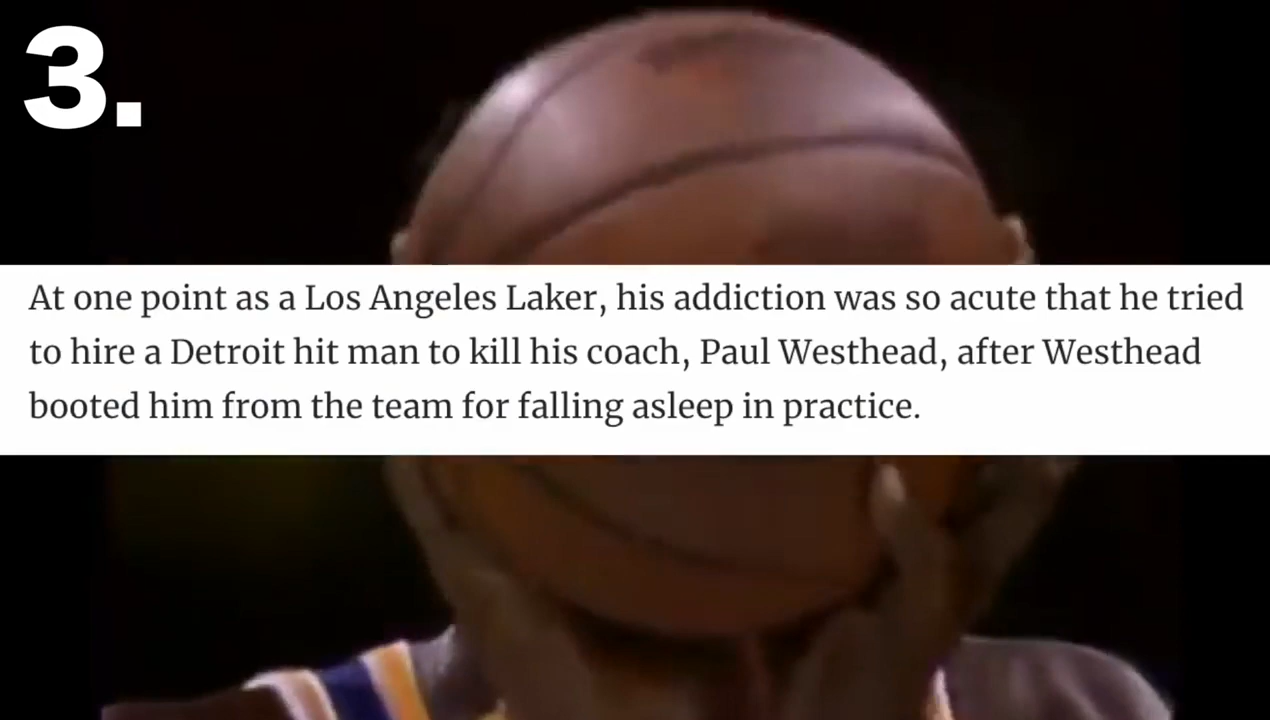 3.
At one point as a Los Angeles Laker, his addiction was so acute that he tried
to hire a Detroit hit man to kill his coach, Paul Westhead, after Westhead
booted him from the team for falling asleep in practice.